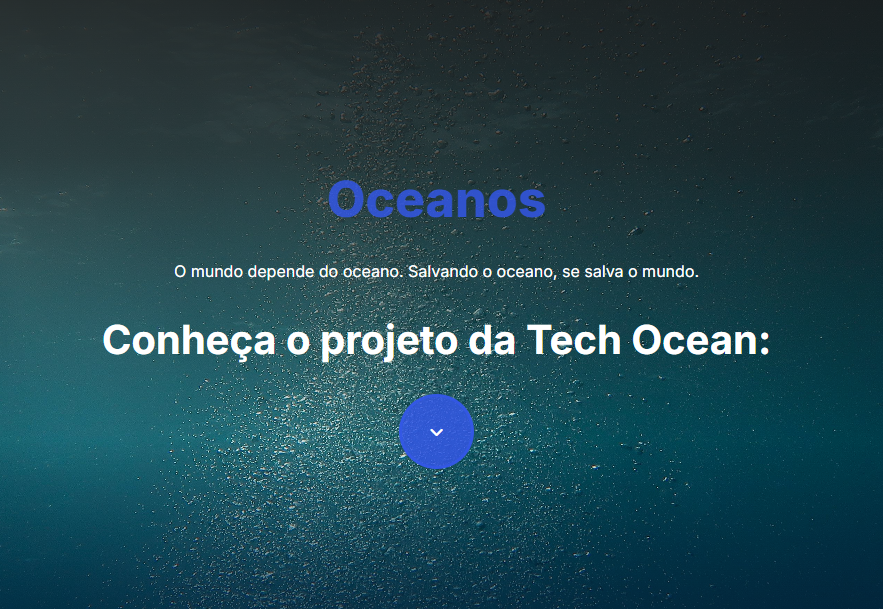 Oceanos
O mundo depende do oceano. Salvando o oceano, se salva o mundo.
Conheça o projeto da Tech Ocean: